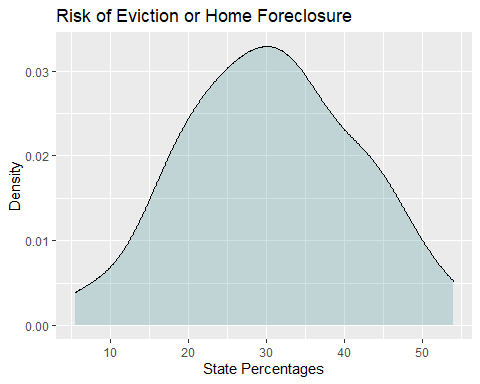 Risk of Eviction or Home Foreclosure
0.03
0.02
0.01
0.00
Density
10 20 30 40 50
State Percentages